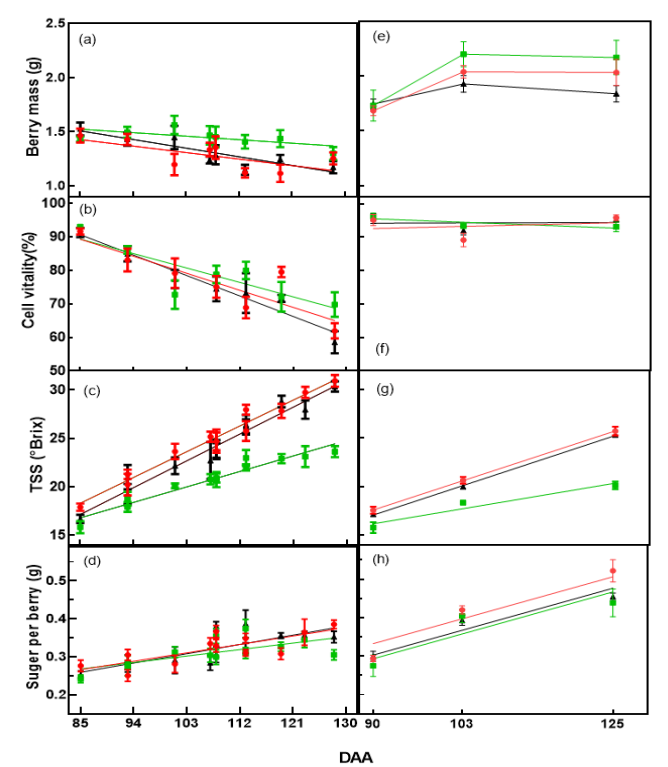 2.5
(a)
(e)
2.0
Berry mass (g)
1.5
1.0
100
(b)
90
Cell vitality(%)
80
70
60
(f)
50
(c)
(g)
30
TSS (°Brix)
25
20
15
(d)
(h)
0.5
Suger per berry (g)
0.4
0.3
0.2
85 94 103 112 121 130 90 103 125
DAA